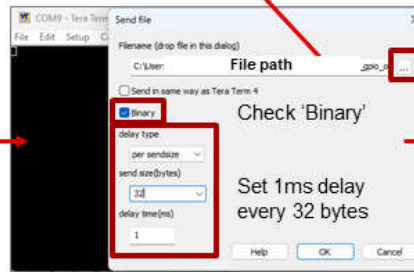 COM9 - Tera Term
Send file
File Edit Setup
Filename (drop file in this dialog)
C:\User:
File path
_gpio_o
...
Send in same way as Tera Term 4
Binary
Check 'Binary'
delay type
per sendsize
send size(bytes)
32
Set 1ms delay
every 32 bytes
delay time(ms)
1
Help
OK
Cancel